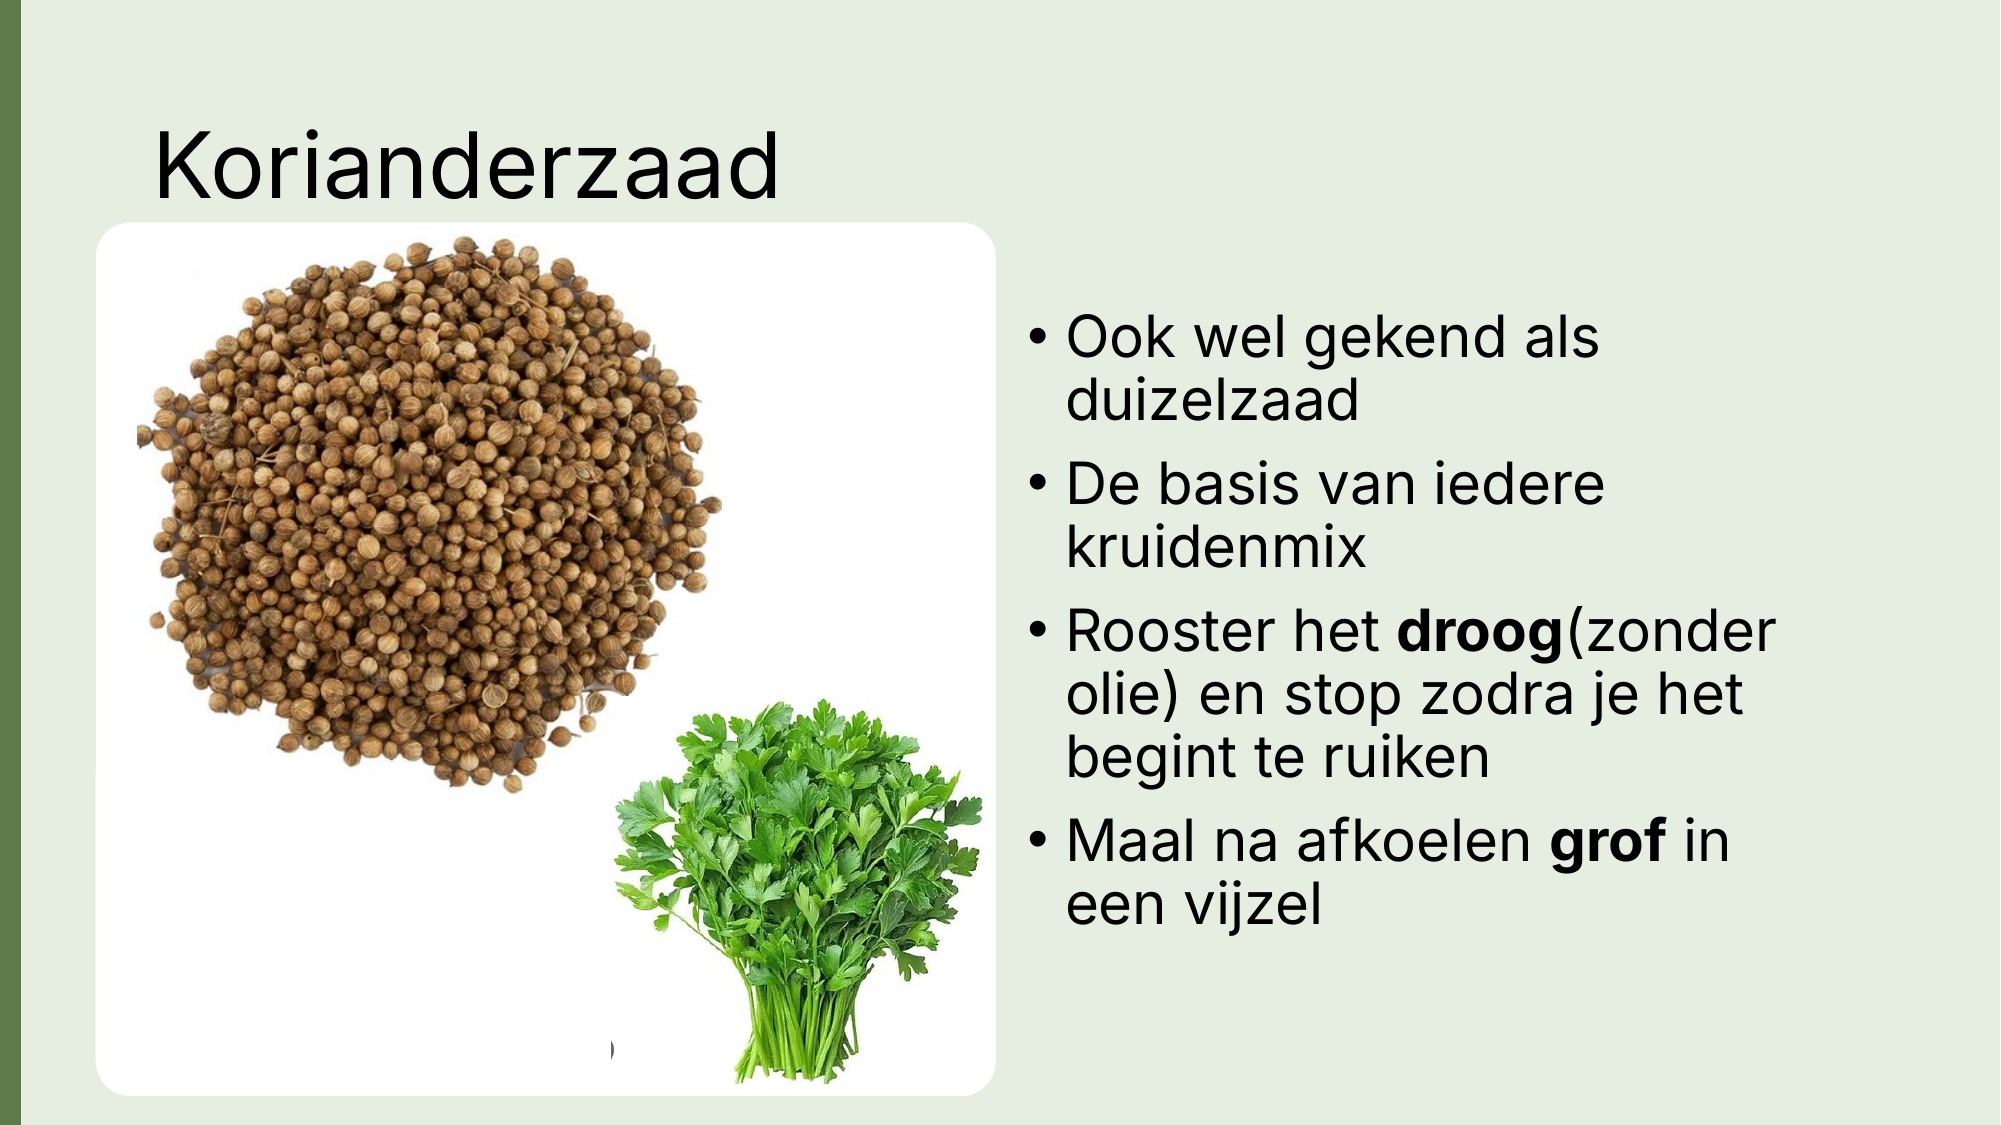 Korianderzaad
• Ook wel gekend als
duizelzaad
• De basis van iedere
kruidenmix
• Rooster het droog(zonder
olie) en stop zodra je het
begint te ruiken
• Maal na afkoelen grof in
een vijzel